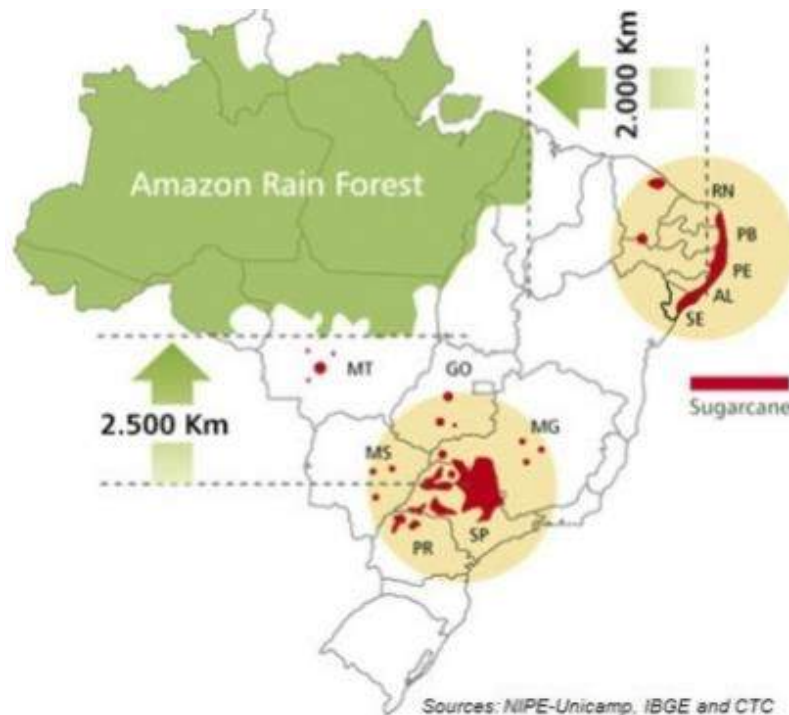 2.000 Km
Amazon Rain Forest
RN
PB
PE
AL
SE
MT
GO
Sugarcane
2.500 Km
MS
MG
SP
PR
Sources: NIPE-Unicamp, IBGE and CTC